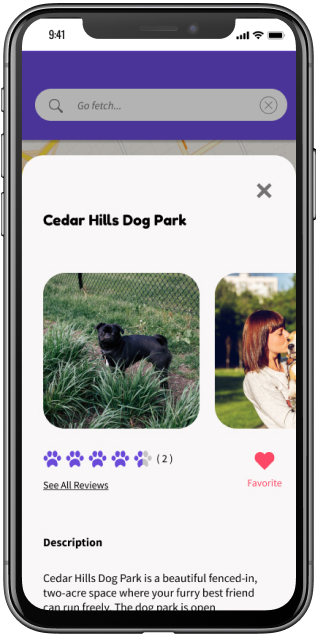 9:41
Go fetch...
Cedar Hills Dog Park
( 2 )
See All Reviews
Favorite
Description
Cedar Hills Dog Park is a beautiful fenced-in,
two-acre space where your furry best friend
can run freely. The dog park is open